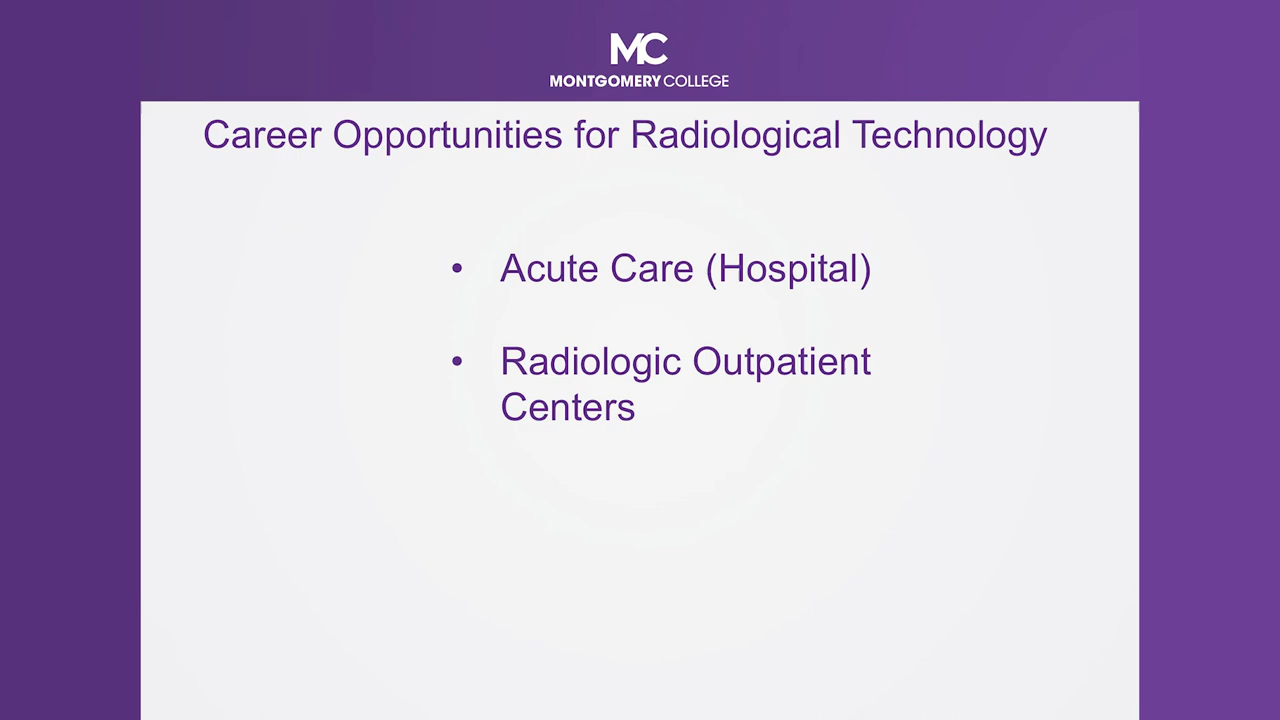 MC
MONTGOMERY COLLEGE
Career Opportunities for Radiological Technology
• Acute Care (Hospital)
• Radiologic Outpatient
Centers